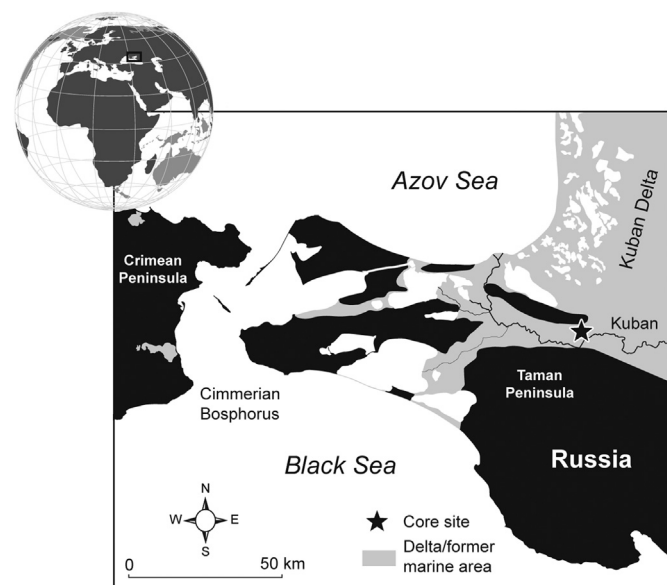 Azov Sea
Kuban Delta
Crimean
Peninsula
Kuban
Taman
Peninsula
Cimmerian
Bosphorus
Russia
Black Sea
N
W E
S
Core site
Delta/former
marine area
0 50 km